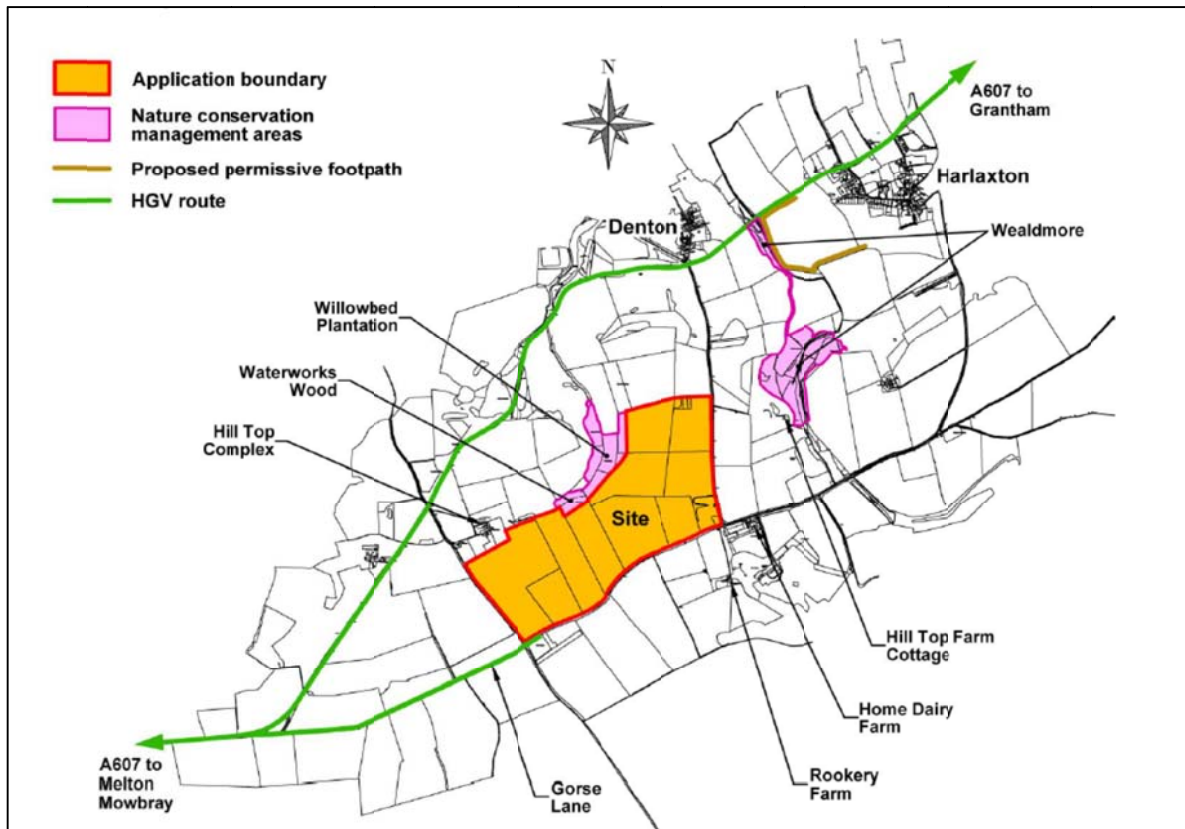 Application boundary
Nature conservation
management areas
Proposed permissive footpath
HGV route
N
A607 to
Grantham
Harlaxton
Denton
Wealdmore
Willowbed
Plantation
Waterworks
Wood
Hill Top
Complex
Site
Hill Top Farm
Cottage
Home Dairy
Farm
Rookery
Farm
Gorse
Lane
A607 to
Melton
Mowbray